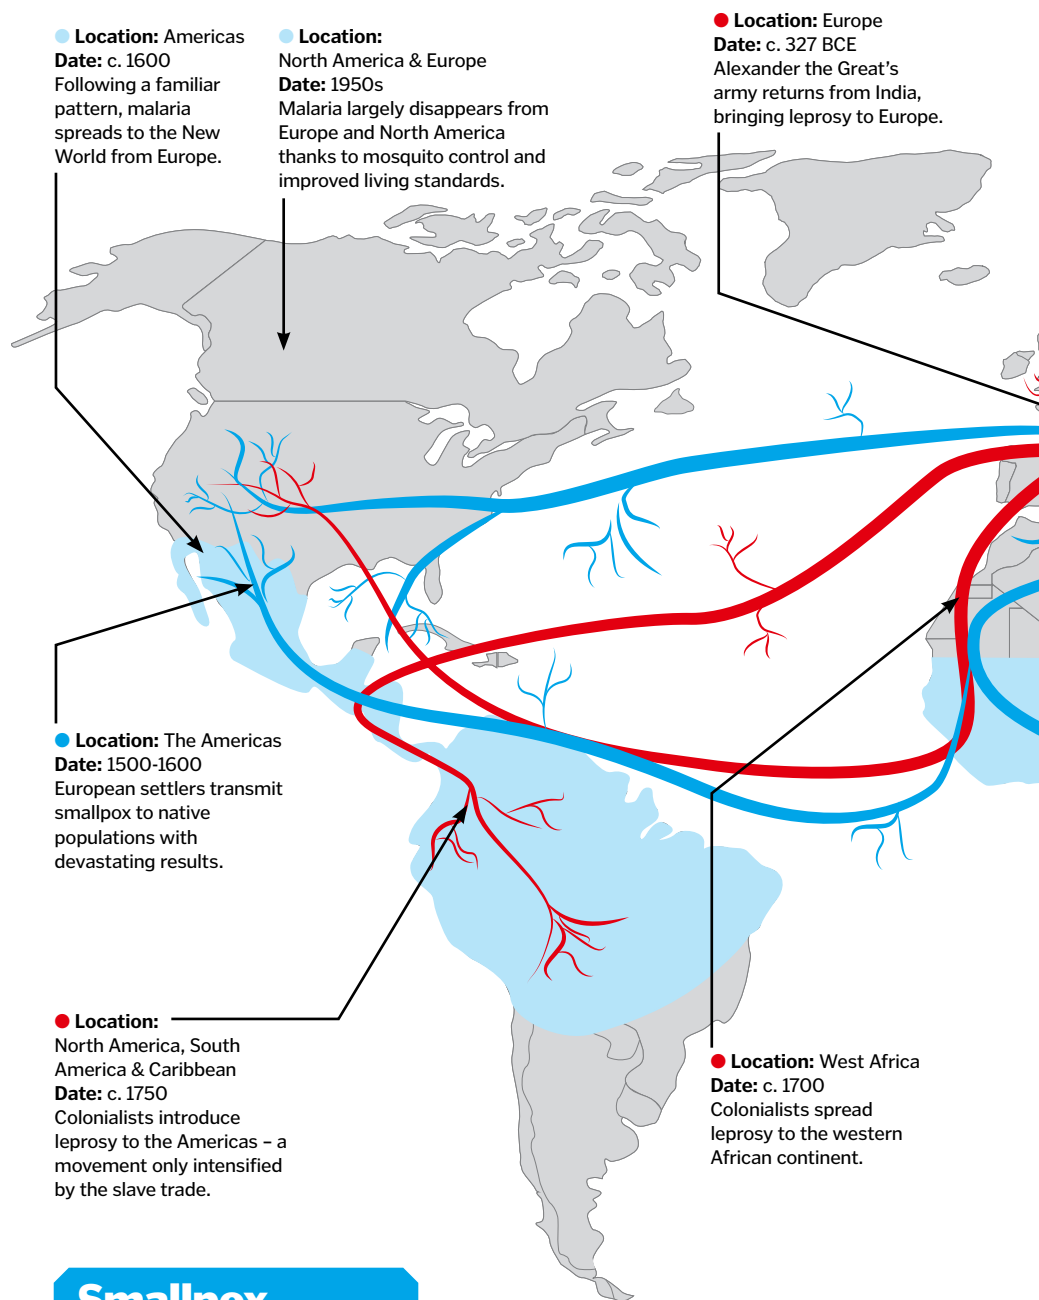 Location: Americas
Date: c. 1600
Following a familiar
pattern, malaria
spreads to the New
World from Europe.
Location:
North America & Europe
Date: 1950s
Malaria largely disappears from
Europe and North America
thanks to mosquito control and
improved living standards.
Location: Europe
Date: c. 327 BCE
Alexander the Great's
army returns from India,
bringing leprosy to Europe.
Location: The Americas
Date: 1500-1600
European settlers transmit
smallpox to native
populations with
devastating results.
Location:
North America, South
America & Caribbean
Date: c. 1750
Colonialists introduce
leprosy to the Americas – a
movement only intensified
by the slave trade.
Location: West Africa
Date: c. 1700
Colonialists spread
leprosy to the western
African continent.
Smallpox